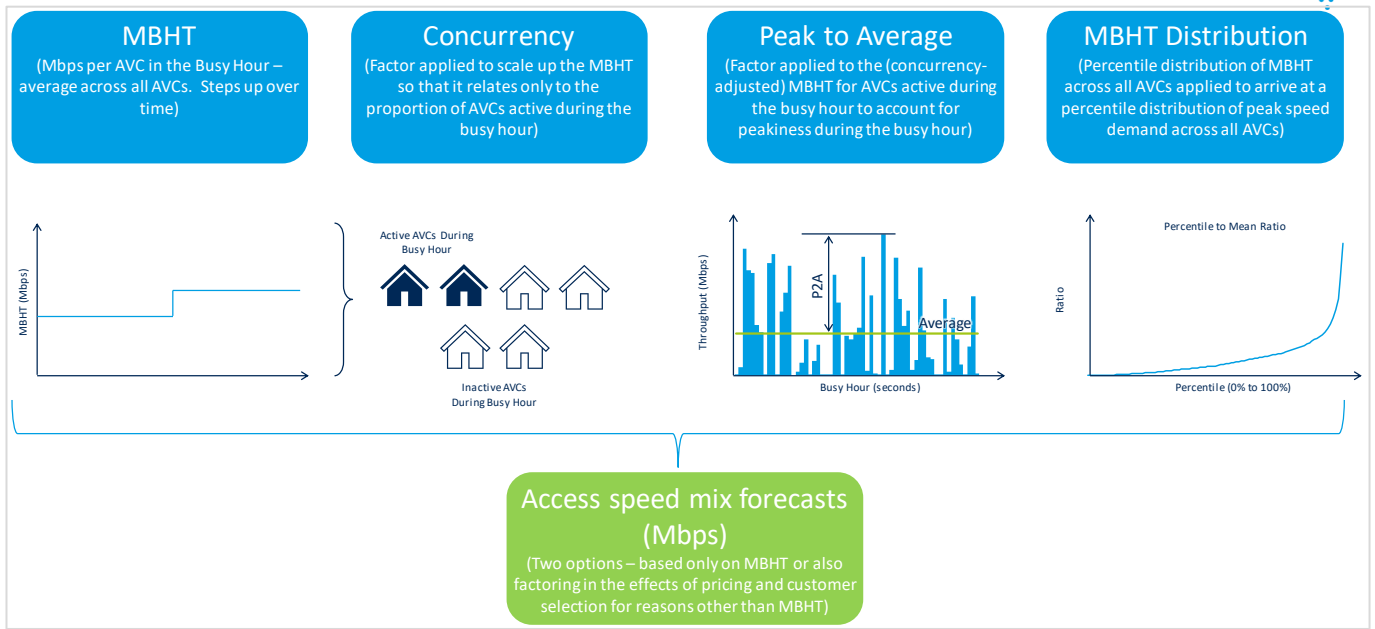 MBHT
(Mbps per AVC in the Busy Hour –
average across all AVCs. Steps up over
time)
Concurrency
(Factor applied to scale up the MBHT
so that it relates only to the
proportion of AVCs active during the
busy hour)
Peak to Average
(Factor applied to the (concurrency-
adjusted) MBHT for AVCs active during
the busy hour to account for
peakiness during the busy hour)
MBHT Distribution
(Percentile distribution of MBHT
across all AVCs applied to arrive at a
percentile distribution of peak speed
demand across all AVCs)
MBHT (Mbps)
Active AVCs During
Busy Hour
Inactive AVCs
During Busy Hour
Throughput (Mbps)
P2A
Average
Busy Hour (seconds)
Percentile to Mean Ratio
Ratio
Percentile (0% to 100%)
Access speed mix forecasts
(Mbps)
(Two options – based only on MBHT or also
factoring in the effects of pricing and customer
selection for reasons other than MBHT)